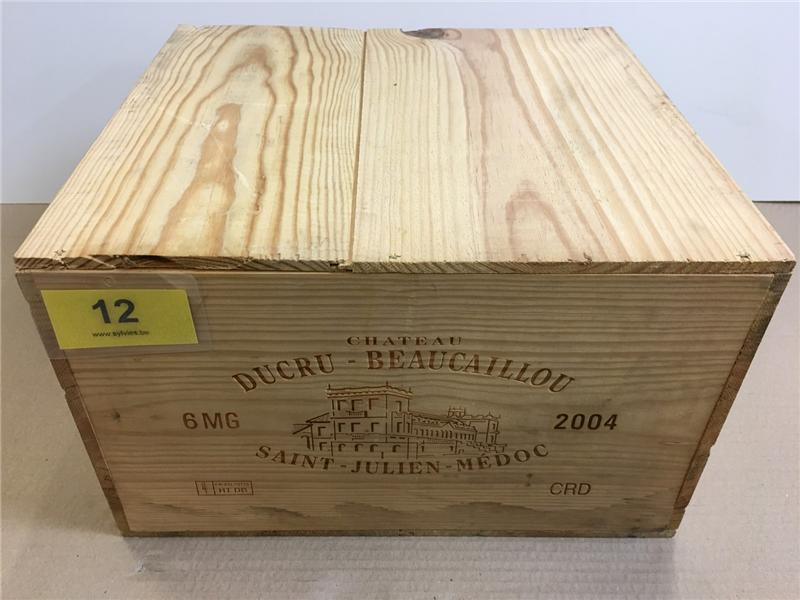 12
www.sylvies.be
CHATEAU
DUCRU - BEAUCAILLOU
6 MG
2004
SAINT - JULIEN - MÉDOC
HT DB
CRD